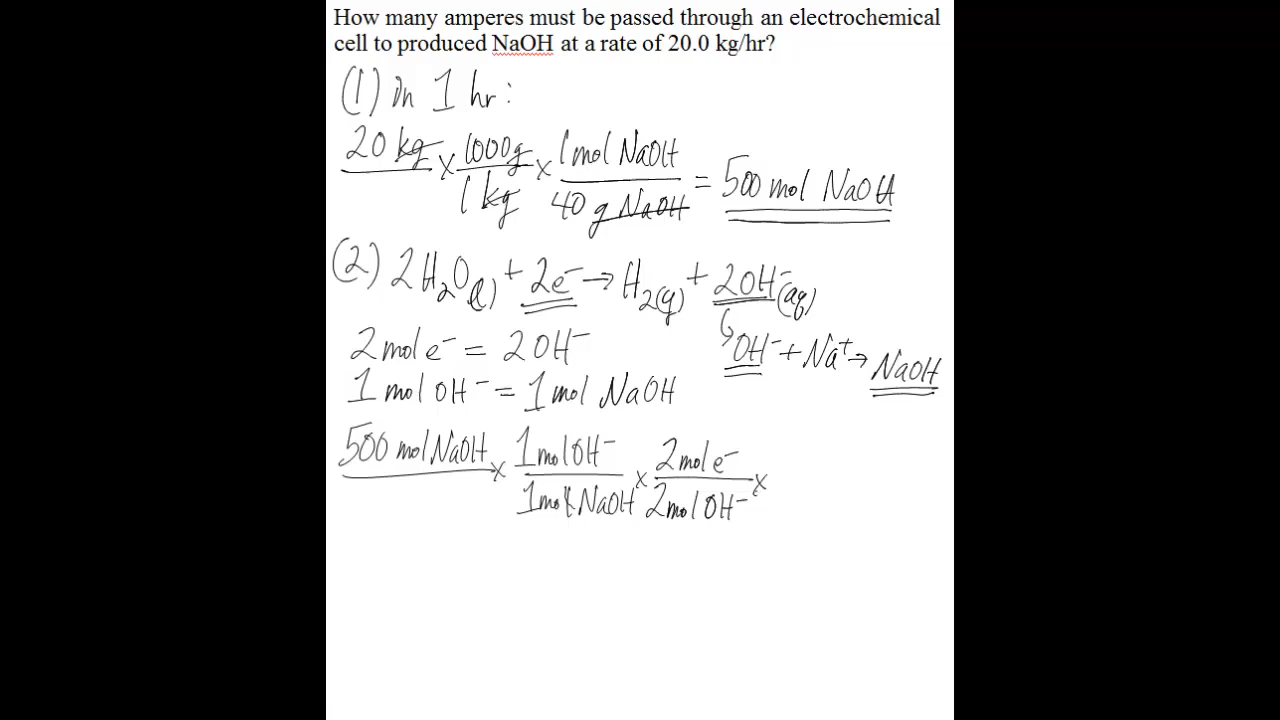 How many amperes must be passed through an electrochemical
cell to produced NaOH at a rate of 20.0 kg/hr?
(1) in 1 hr:
20 kg x 1000g/1 kg x 1 mol NaOH/40 g NaOH = 500 mol NaOH
(2) 2H₂O(l) + 2e⁻ → H₂(g) + 2OH⁻(aq)
↳ OH⁻ + Na⁺ → NaOH
2 mol e⁻ = 2OH⁻
1 mol OH⁻ = 1 mol NaOH
500 mol NaOH x 1 mol OH⁻/1 mol NaOH x 2 mol e⁻/2 mol OH⁻ x